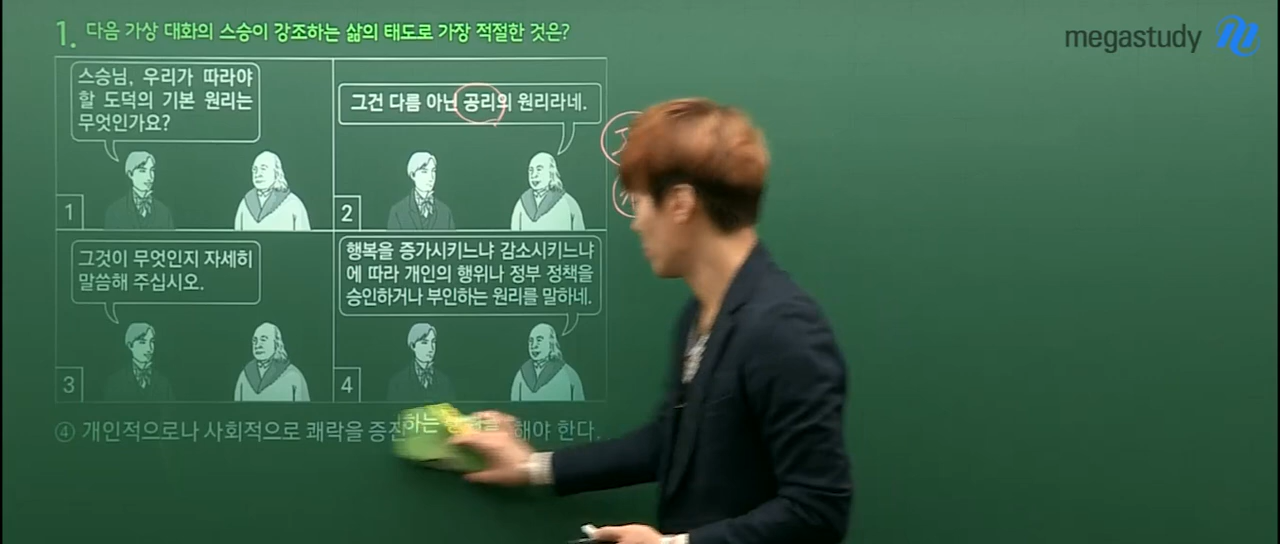 1. 다음 가상 대화의 스승이 강조하는 삶의 태도로 가장 적절한 것은?
megastudy
스승님, 우리가 따라야
할 도덕의 기본 원리는
무엇인가요?
1
그건 다름 아닌 공리의 원리라네.
2
그것이 무엇인지 자세히
말씀해 주십시오.
3
행복을 증가시키느냐 감소시키느냐
에 따라 개인의 행위나 정부 정책을
승인하거나 부인하는 원리를 말하네.
4
④ 개인적으로나 사회적으로 쾌락을 증진하는 해야 한다.